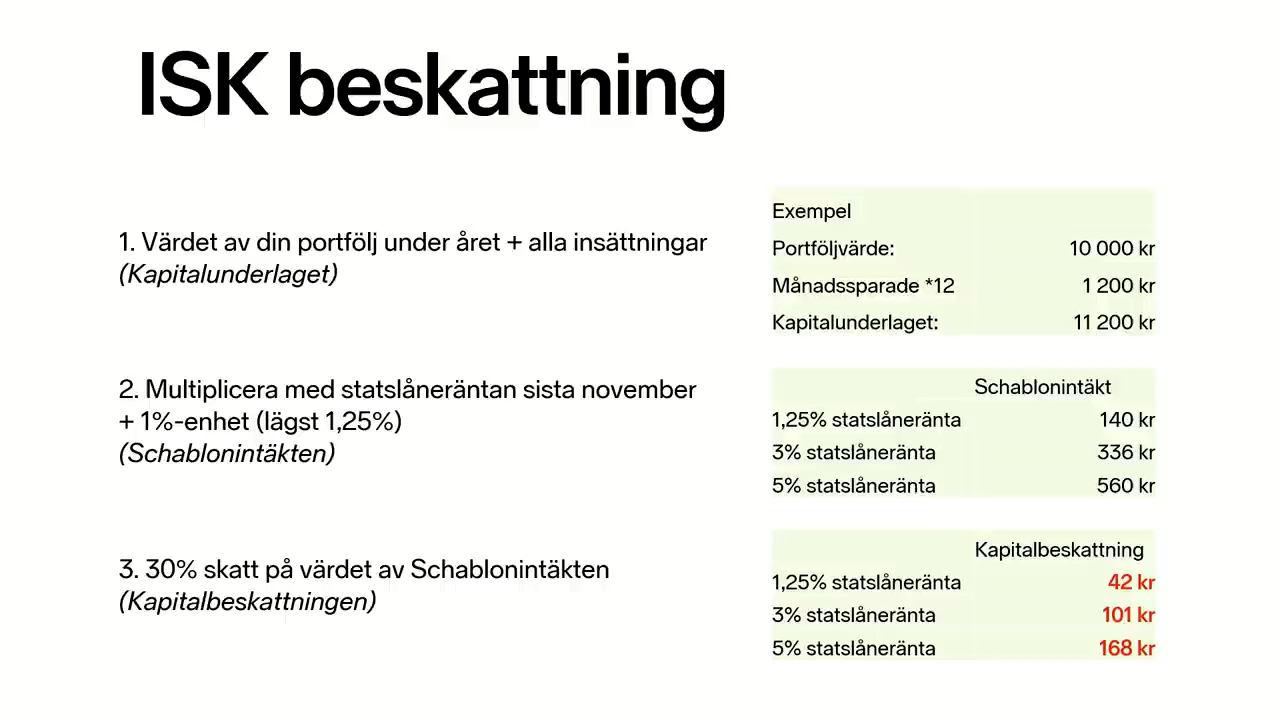 ISK beskattning
1. Värdet av din portfölj under året + alla insättningar
(Kapitalunderlaget)
2. Multiplicera med statslåneräntan sista november
+ 1%-enhet (lägst 1,25%)
(Schablonintäkten)
3. 30% skatt på värdet av Schablonintäkten
(Kapitalbeskattningen)
Exempel
Portföljvärde: 10 000 kr
Månadssparade *12 1 200 kr
Kapitalunderlaget: 11 200 kr
Schablonintäkt
1,25% statslåneränta 140 kr
3% statslåneränta 336 kr
5% statslåneränta 560 kr
Kapitalbeskattning
1,25% statslåneränta 42 kr
3% statslåneränta 101 kr
5% statslåneränta 168 kr